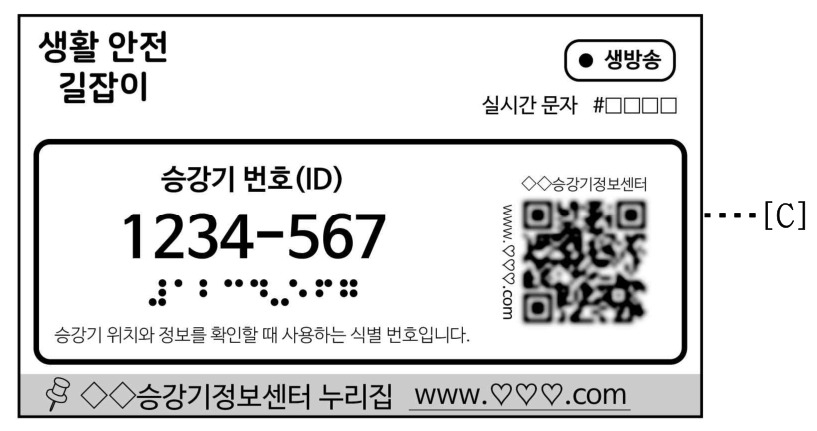 생활 안전
길잡이
● 생방송
실시간 문자 #□□□□
승강기 번호(ID)
1234-567
⠼⠁⠃⠉⠙⠤⠑⠋⠛
승강기 위치와 정보를 확인할 때 사용하는 식별 번호입니다.
◇◇승강기정보센터
www.♡♡♡.com
◇◇승강기정보센터 누리집 www.♡♡♡.com
[C]